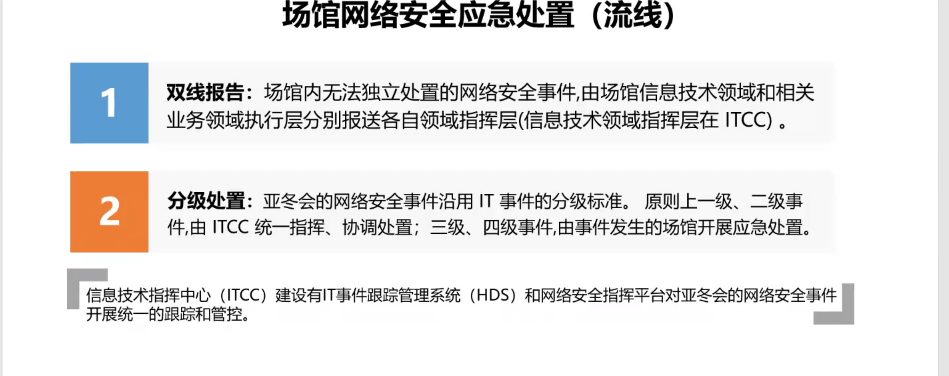 场馆网络安全应急处置（流线）
1
双线报告：场馆内无法独立处置的网络安全事件,由场馆信息技术领域和相关
业务领域执行层分别报送各自领域指挥层(信息技术领域指挥层在 ITCC) 。
2
分级处置：亚冬会的网络安全事件沿用 IT 事件的分级标准。 原则上一级、二级事
件,由 ITCC 统一指挥、协调处置；三级、四级事件,由事件发生的场馆开展应急处置。
信息技术指挥中心（ITCC）建设有IT事件跟踪管理系统（HDS）和网络安全指挥平台对亚冬会的网络安全事件
开展统一的跟踪和管控。